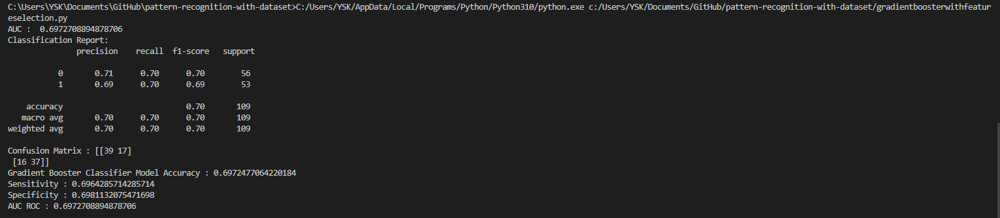 C:\Users\YSK\Documents\GitHub\pattern-recognition-with-dataset>C:/Users/YSK/AppData/Local/Programs/Python/Python310/python.exe c:/Users/YSK/Documents/GitHub/pattern-recognition-with-dataset/gradientboosterwithfeatur
eselection.py
AUC :  0.6972708894878706
Classification Report:
              precision    recall  f1-score   support

           0       0.71      0.70      0.70        56
           1       0.69      0.70      0.69        53

    accuracy                           0.70       109
   macro avg       0.70      0.70      0.70       109
weighted avg       0.70      0.70      0.70       109

Confusion Matrix : [[39 17]
 [16 37]]
Gradient Booster Classifier Model Accuracy : 0.6972477064220184
Sensitivity : 0.6964285714285714
Specificity : 0.6981132075471698
AUC ROC : 0.6972708894878706